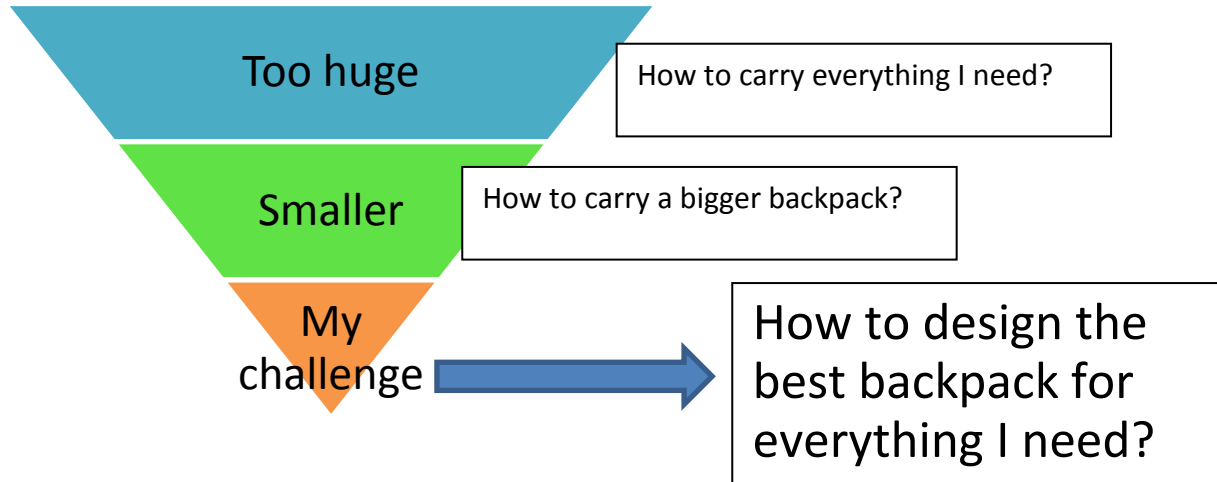 Too huge
How to carry everything I need?
Smaller
How to carry a bigger backpack?
My
challenge
How to design the
best backpack for
everything I need?